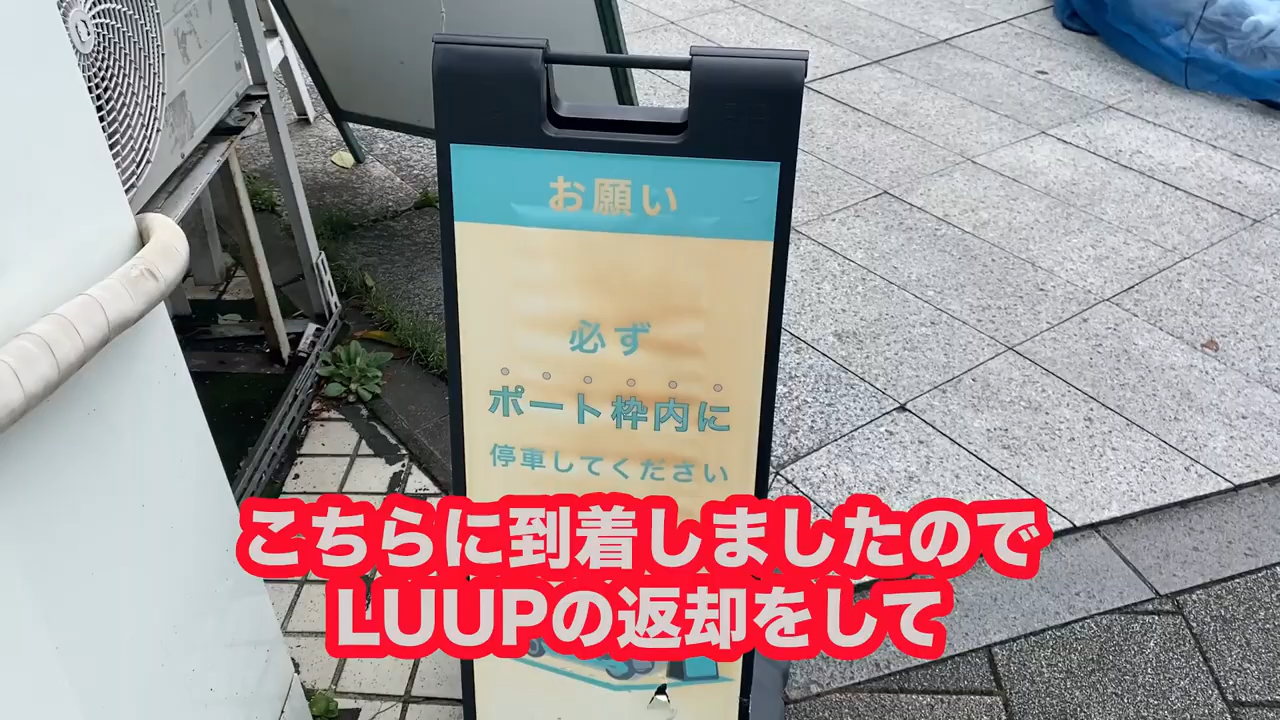 お願い
必ず
ポート枠内に
停車してください
こちらに到着しましたので
LUUPの返却をして